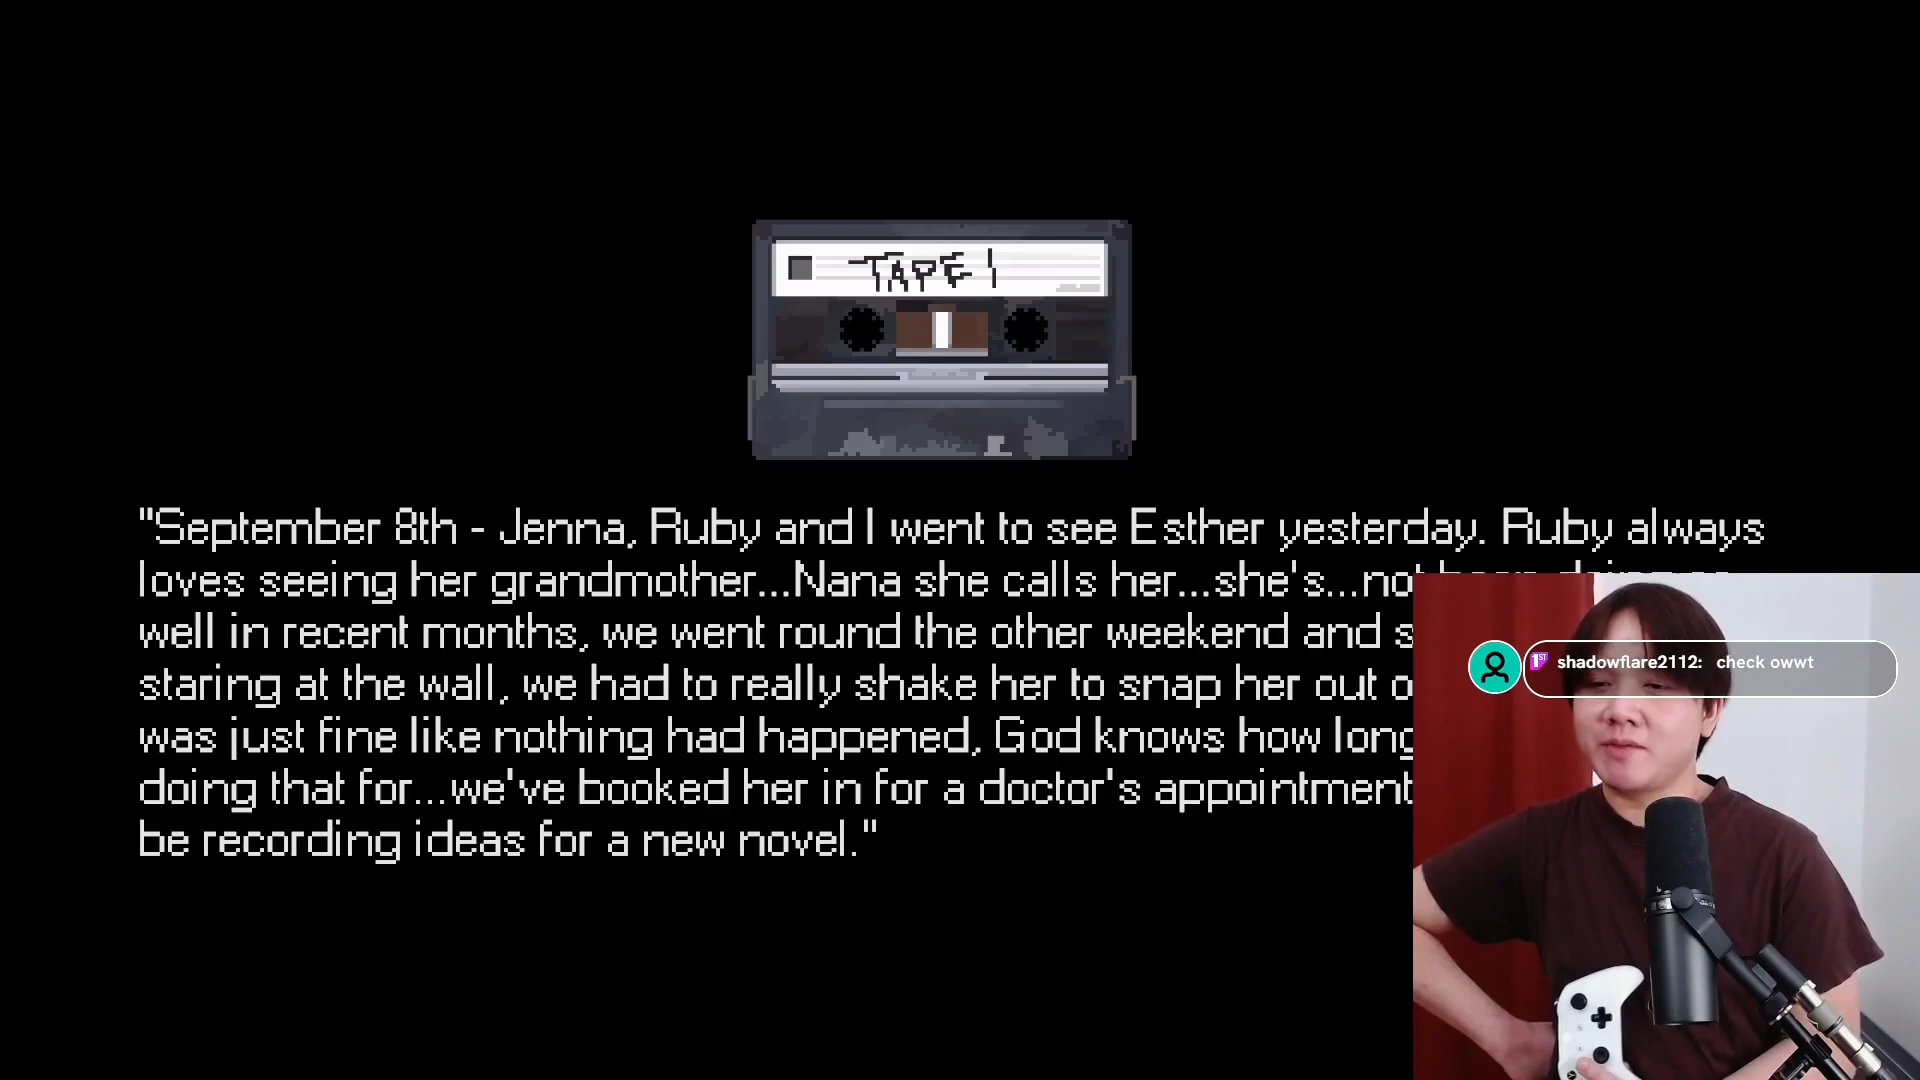 TAPE 1
"September 8th - Jenna, Ruby and I went to see Esther yesterday. Ruby always
loves seeing her grandmother...Nana she calls her...she's...not
well in recent months, we went round the other weekend and s
staring at the wall, we had to really shake her to snap her out o
was just fine like nothing had happened, God knows how long
doing that for...we've booked her in for a doctor's appointment
be recording ideas for a new novel."
1ST shadowflare2112: check owwt